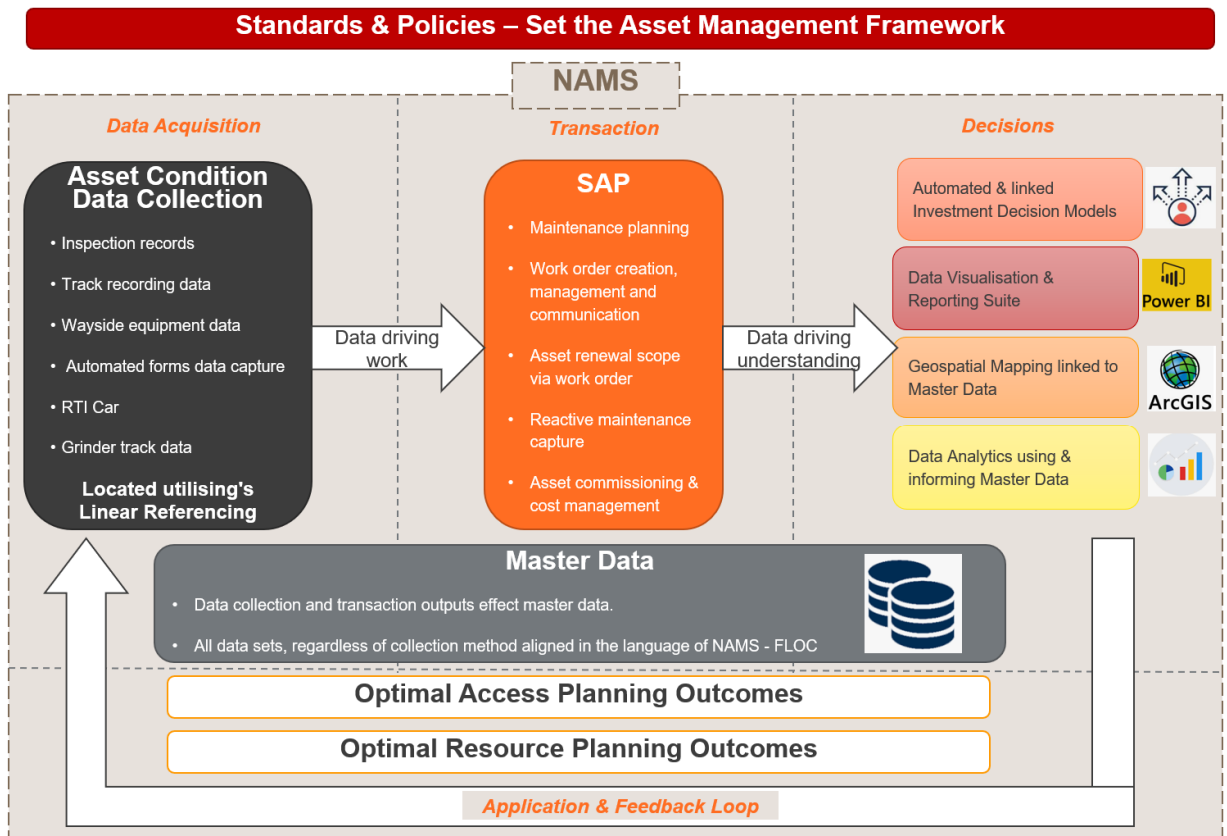 Standards & Policies – Set the Asset Management Framework
NAMS
Data Acquisition
Transaction
Decisions
Asset Condition
Data Collection
• Inspection records
• Track recording data
• Wayside equipment data
• Automated forms data capture
• RTI Car
• Grinder track data
Located utilising's
Linear Referencing
Data driving
work
SAP
• Maintenance planning
• Work order creation,
management and
communication
• Asset renewal scope
via work order
• Reactive maintenance
capture
• Asset commissioning &
cost management
Data driving
understanding
Automated & linked
Investment Decision Models
Data Visualisation &
Reporting Suite
Power BI
Geospatial Mapping linked to
Master Data
ArcGIS
Data Analytics using &
informing Master Data
Master Data
• Data collection and transaction outputs effect master data.
• All data sets, regardless of collection method aligned in the language of NAMS - FLOC
Optimal Access Planning Outcomes
Optimal Resource Planning Outcomes
Application & Feedback Loop